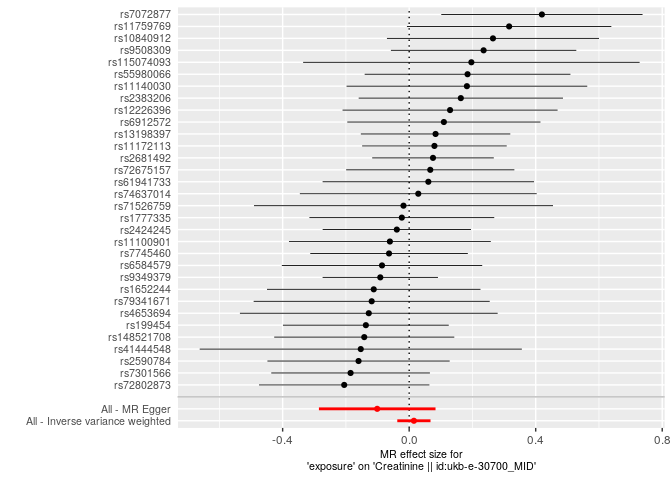 rs7072877
rs11759769
rs10840912
rs9508309
rs115074093
rs55980066
rs11140030
rs2383206
rs12226396
rs6912572
rs13198397
rs11172113
rs2681492
rs72675157
rs61941733
rs74637014
rs71526759
rs1777335
rs2424245
rs11100901
rs7745460
rs6584579
rs9349379
rs1652244
rs79341671
rs4653694
rs199454
rs148521708
rs41444548
rs2590784
rs7301566
rs72802873
All - MR Egger
All - Inverse variance weighted
-0.4 0.0 0.4 0.8
MR effect size for
'exposure' on 'Creatinine || id:ukb-e-30700_MID'